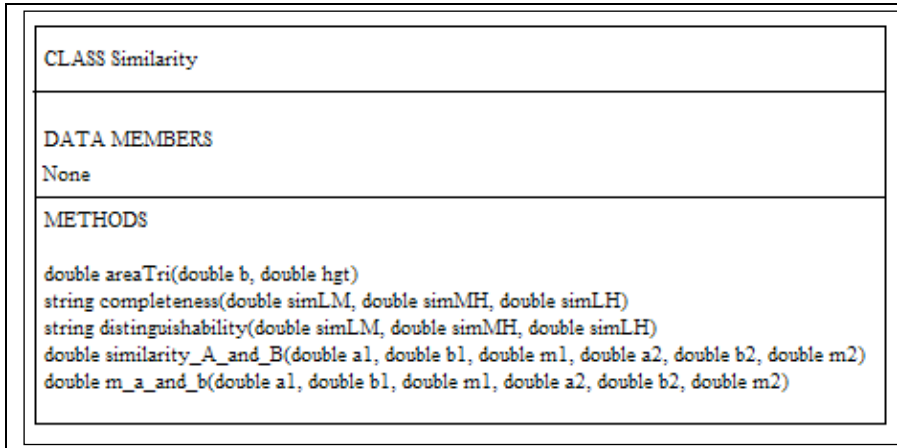 CLASS Similarity
DATA MEMBERS
None
METHODS
double areaTri(double b, double hgt)
string completeness(double simLM, double simMH, double simLH)
string distinguishability(double simLM, double simMH, double simLH)
double similarity_A_and_B(double a1, double b1, double m1, double a2, double b2, double m2)
double m_a_and_b(double a1, double b1, double m1, double a2, double b2, double m2)